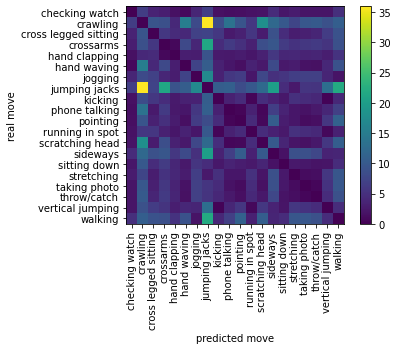 checking watch
crawling
cross legged sitting
crossarms
hand clapping
hand waving
jogging
jumping jacks
kicking
phone talking
pointing
running in spot
scratching head
sideways
sitting down
stretching
taking photo
throw/catch
vertical jumping
walking
real move
checking watch
crawling
cross legged sitting
crossarms
hand clapping
hand waving
jogging
jumping jacks
kicking
phone talking
pointing
running in spot
scratching head
sideways
sitting down
stretching
taking photo
throw/catch
vertical jumping
walking
predicted move
35
30
25
20
15
10
5
0